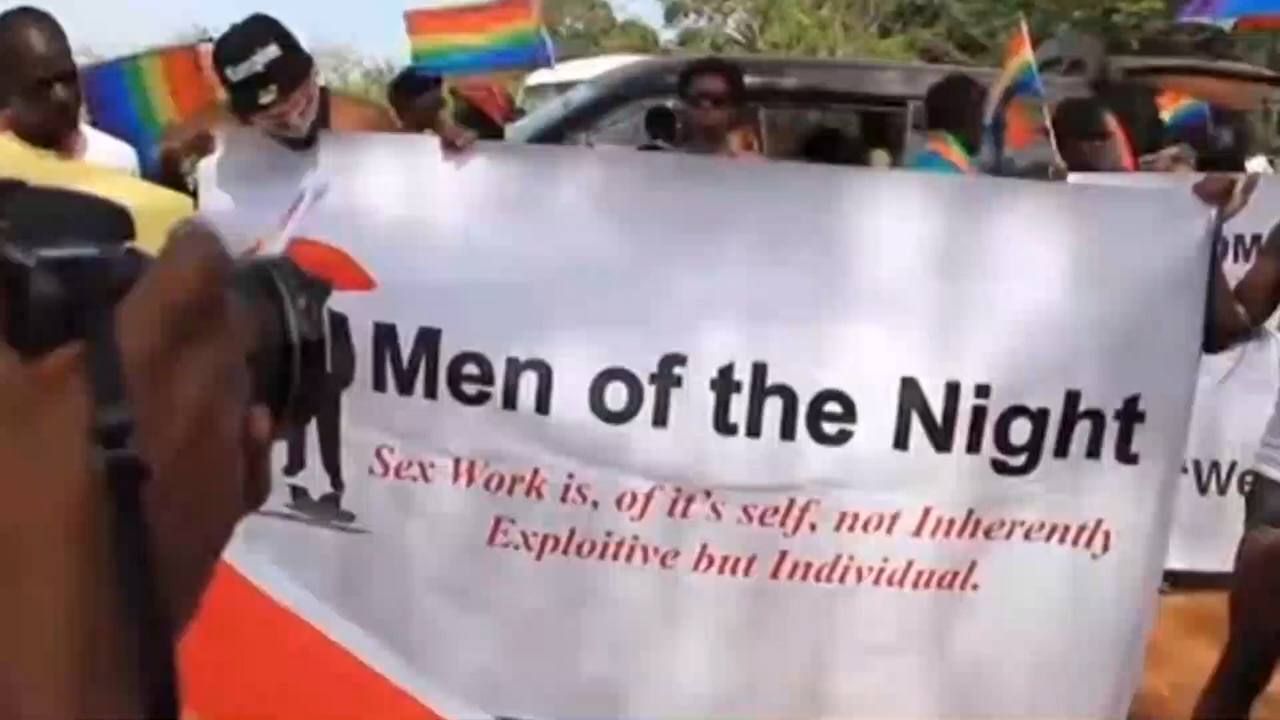 Men of the Night
Sex Work is, of it's self, not Inherently
Exploitive but Individual.
"We